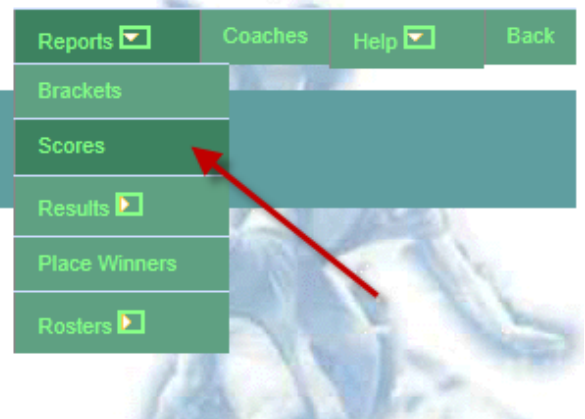 Reports Coaches Help Back
Brackets
Scores
Results
Place Winners
Rosters